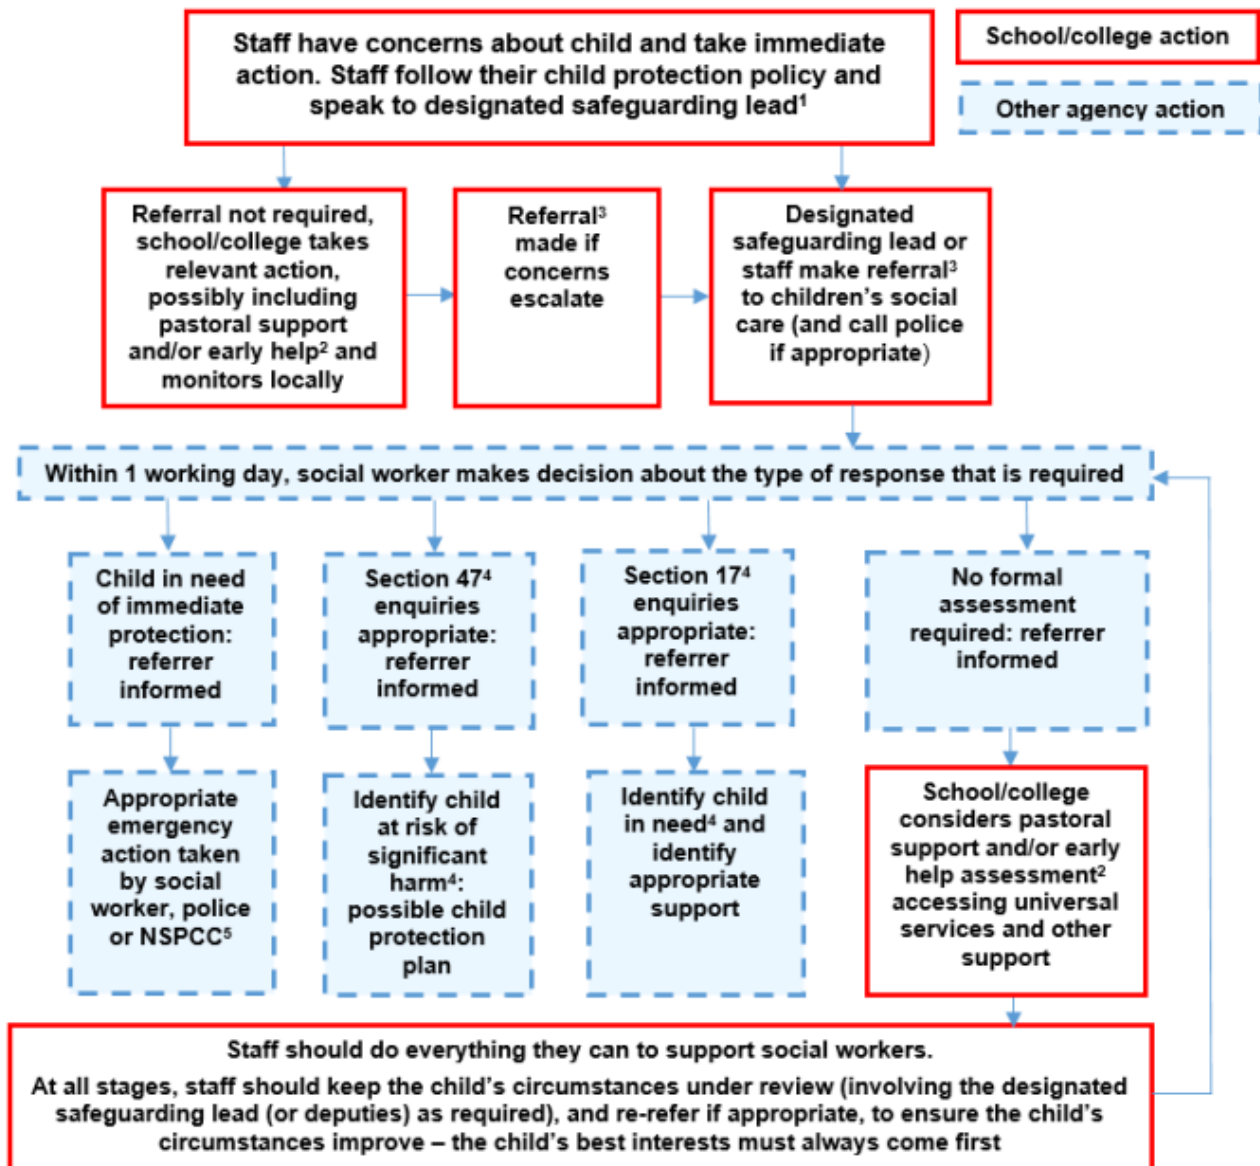 Staff have concerns about child and take immediate
action. Staff follow their child protection policy and
speak to designated safeguarding lead¹
School/college action
Other agency action
Referral not required,
school/college takes
relevant action,
possibly including
pastoral support
and/or early help² and
monitors locally
Referral³
made if
concerns
escalate
Designated
safeguarding lead or
staff make referral³
to children’s social
care (and call police
if appropriate)
Within 1 working day, social worker makes decision about the type of response that is required
Child in need
of immediate
protection:
referrer
informed
Section 47⁴
enquiries
appropriate:
referrer
informed
Section 17⁴
enquiries
appropriate:
referrer
informed
No formal
assessment
required: referrer
informed
Appropriate
emergency
action taken
by social
worker, police
or NSPCC⁵
Identify child
at risk of
significant
harm⁴:
possible child
protection
plan
Identify child
in need⁴ and
identify
appropriate
support
School/college
considers pastoral
support and/or early
help assessment²
accessing universal
services and other
support
Staff should do everything they can to support social workers.
At all stages, staff should keep the child’s circumstances under review (involving the designated
safeguarding lead (or deputies) as required), and re-refer if appropriate, to ensure the child’s
circumstances improve – the child’s best interests must always come first